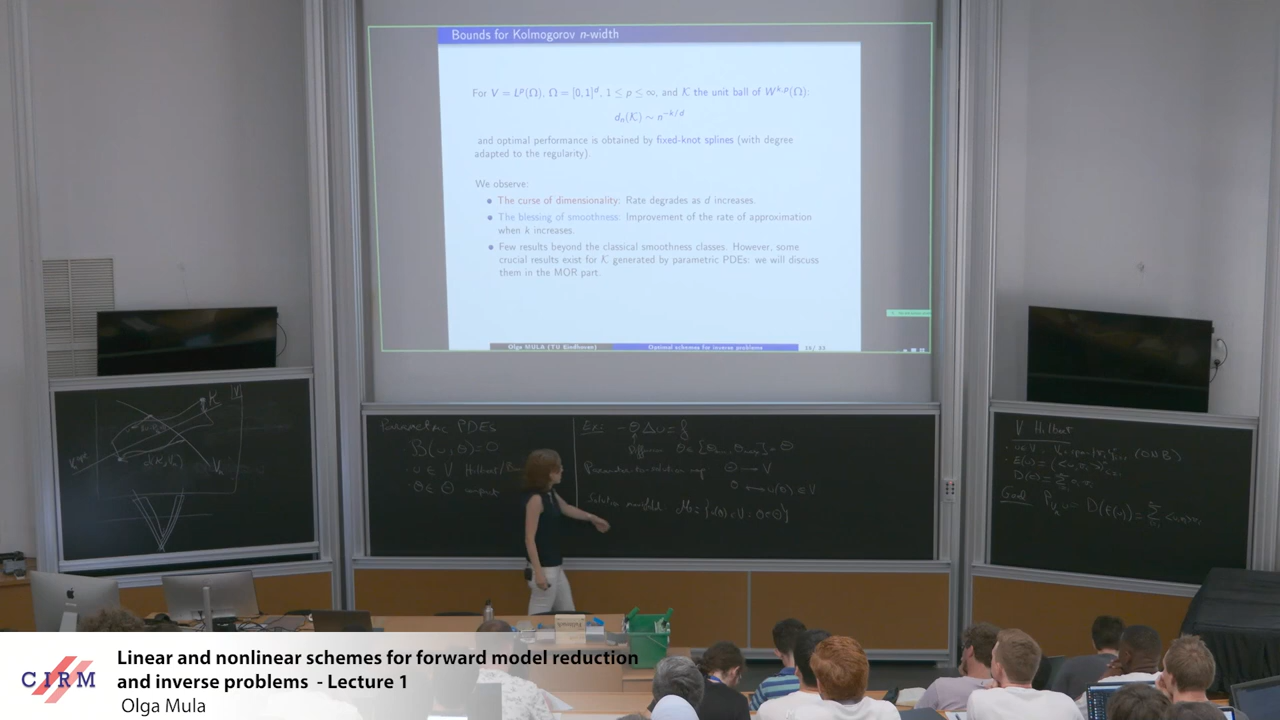 Bounds for Kolmogorov n-width
For V = L^p(Ω), Ω = [0,1]^d, 1 ≤ p ≤ ∞, and K the unit ball of W^{k,p}(Ω):
d_n(K) ∼ n^{-k/d}
and optimal performance is obtained by fixed-knot splines (with degree
adapted to the regularity).
We observe:
The curse of dimensionality: Rate degrades as d increases.
The blessing of smoothness: Improvement of the rate of approximation
when k increases.
Few results beyond the classical smoothness classes. However, some
crucial results exist for K generated by parametric PDEs: we will discuss
them in the MOR part.
Olga MULA (TU Eindhoven) Optimal schemes for inverse problems
Parametric PDEs
B(u,θ)=0
Ex: -θΔu=f
Parameter-to-solution map Θ → V
Solution manifold M = {u(θ) ∈ V : θ∈Θ}
V Hilbert
Goal
CIRM
Linear and nonlinear schemes for forward model reduction
and inverse problems - Lecture 1
Olga Mula